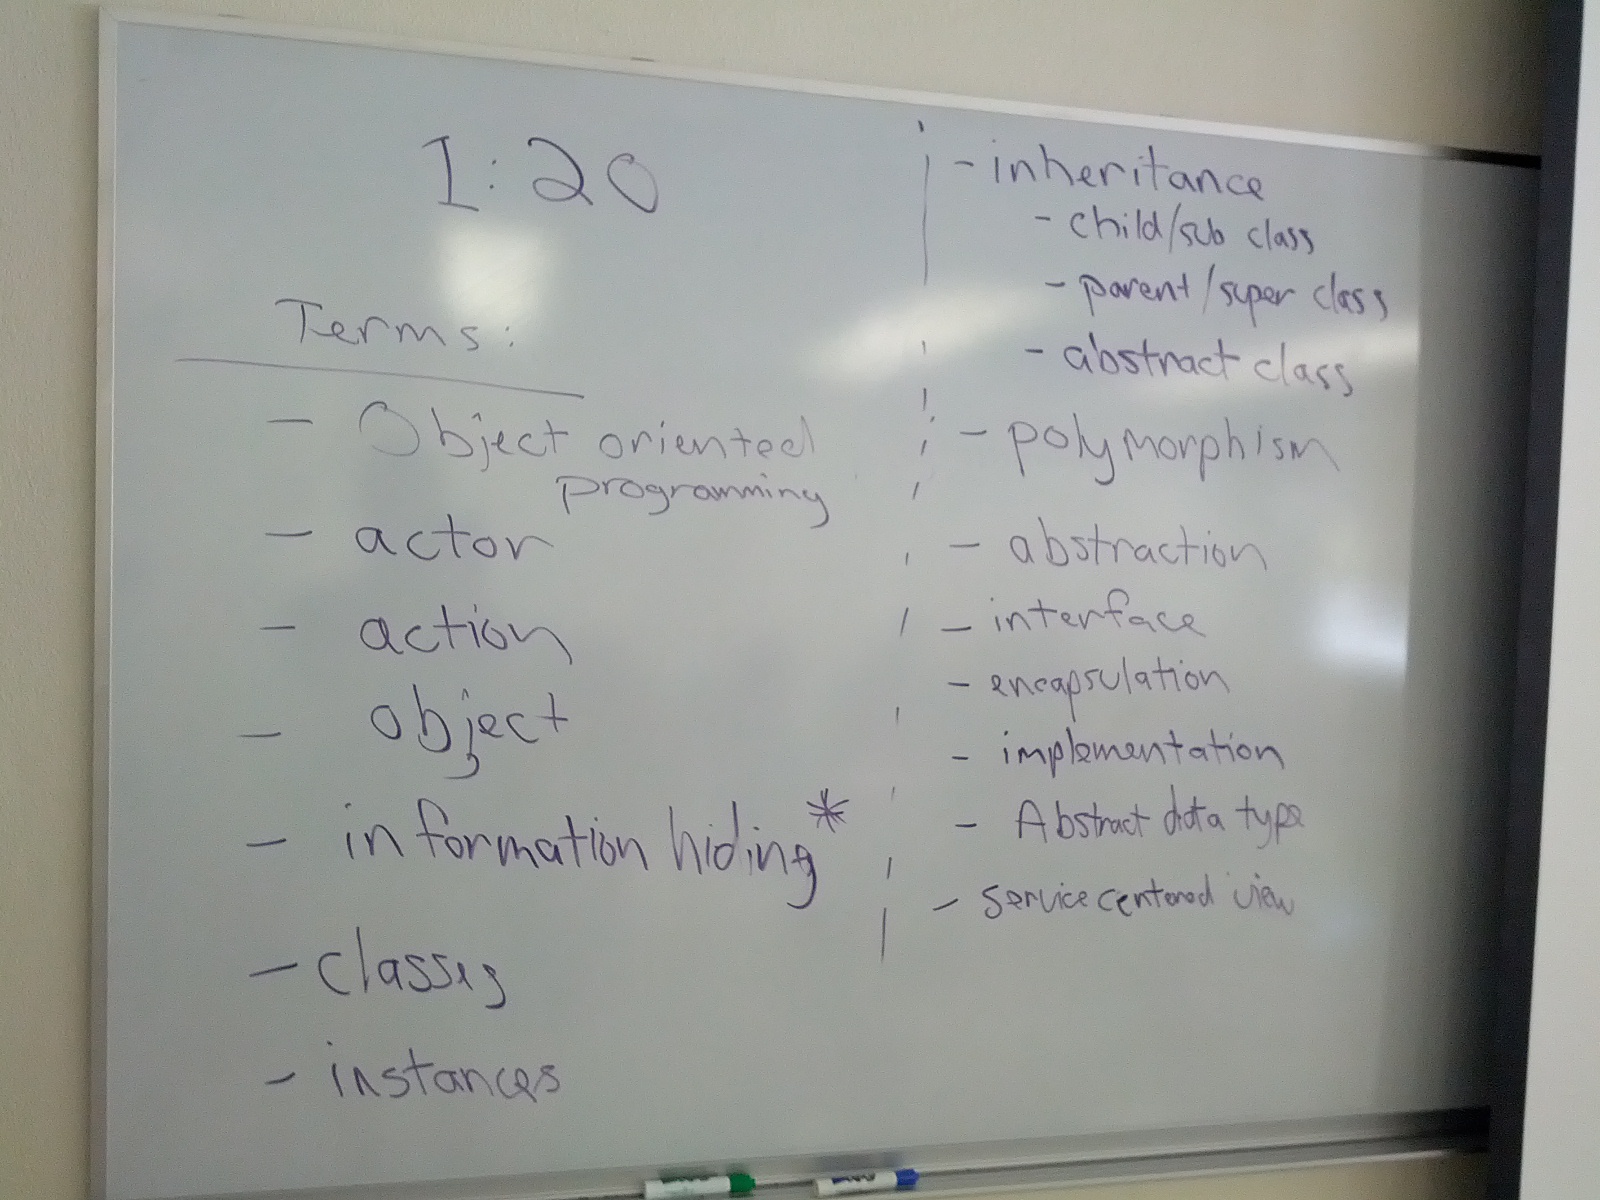 1:20
Terms:
- Object oriented
programming
- actor
- action
- object
- information hiding*
- classes
- instances
- inheritance
- child/sub class
- parent/super class
- abstract class
- polymorphism
- abstraction
- interface
- encapsulation
- implementation
- Abstract data type
- service centered view